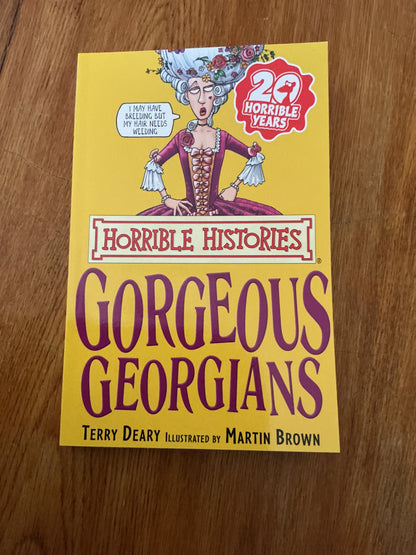 I MAY HAVE
BREEDING BUT
MY HAIR NEEDS
WEEDING
20
HORRIBLE
YEARS
HORRIBLE HISTORIES®
GORGEOUS
GEORGIANS
TERRY DEARY ILLUSTRATED BY MARTIN BROWN